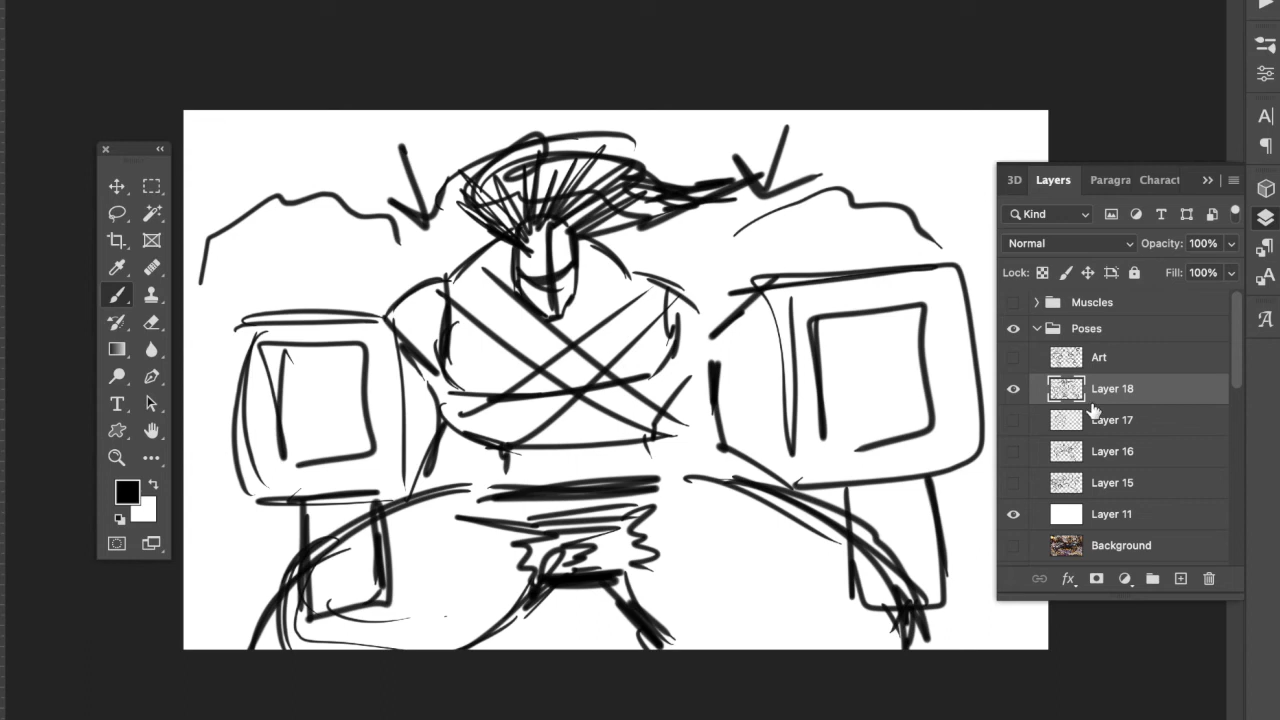 3D Layers Paragra Charact
Kind
Normal Opacity: 100%
Lock: Fill: 100%
Muscles
Poses
Art
Layer 18
Layer 17
Layer 16
Layer 15
Layer 11
Background
fx